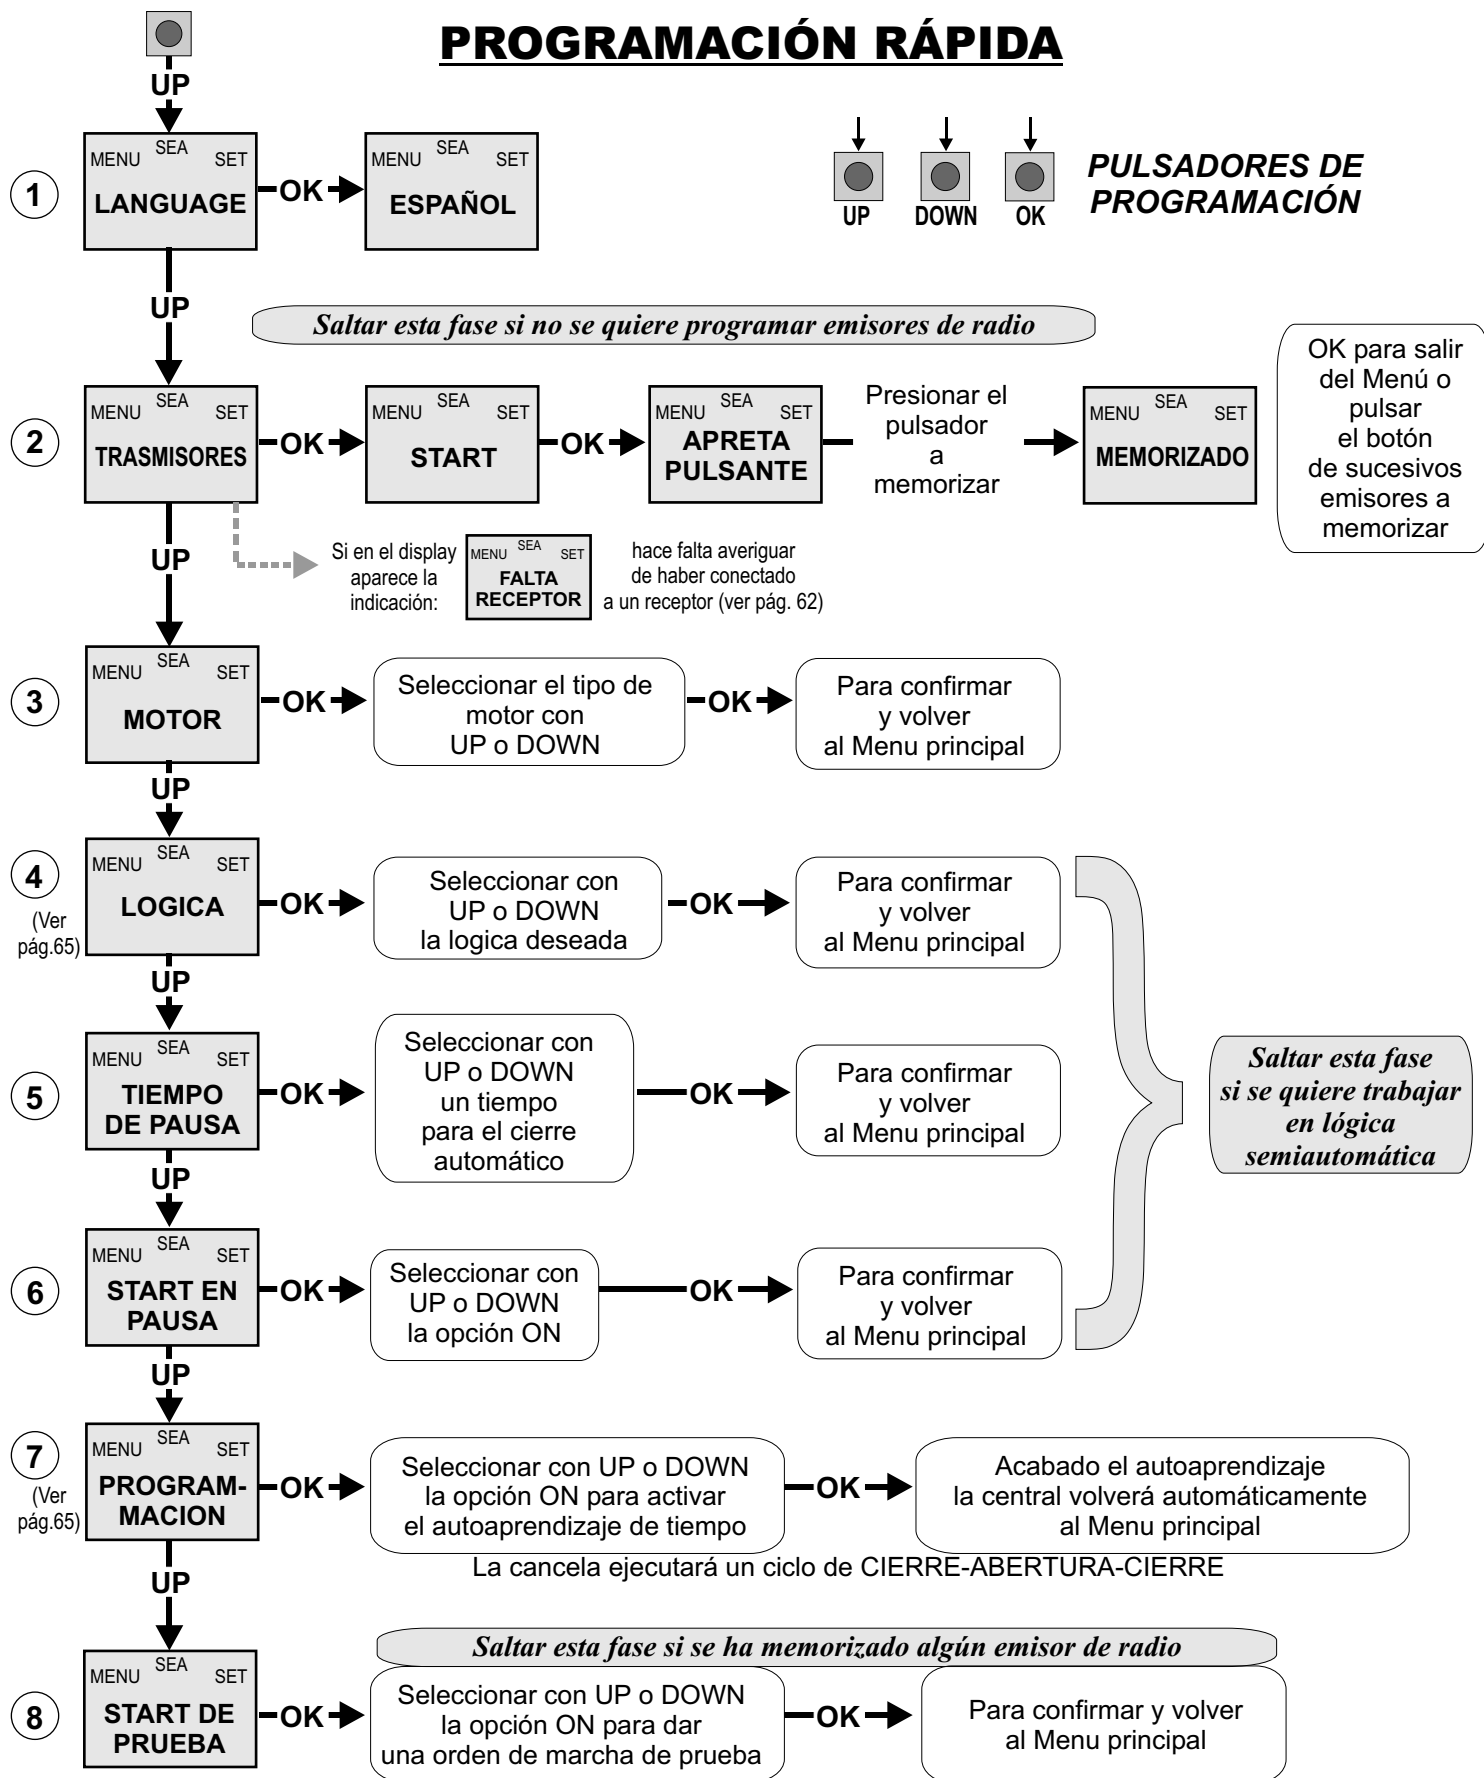 PROGRAMACIÓN RÁPIDA
UP
MENU SEA SET
LANGUAGE
OK
MENU SEA SET
ESPAÑOL
UP
DOWN
OK
PULSADORES DE
PROGRAMACIÓN
1
UP
Saltar esta fase si no se quiere programar emisores de radio
2
MENU SEA SET
TRASMISORES
OK
MENU SEA SET
START
OK
MENU SEA SET
APRETA
PULSANTE
Presionar el
pulsador
a
memorizar
MENU SEA SET
MEMORIZADO
OK para salir
del Menú o
pulsar
el botón
de sucesivos
emisores a
memorizar
UP
Si en el display
aparece la
indicación:
MENU SEA SET
FALTA
RECEPTOR
hace falta averiguar
de haber conectado
a un receptor (ver pág. 62)
3
MENU SEA SET
MOTOR
OK
Seleccionar el tipo de
motor con
UP o DOWN
OK
Para confirmar
y volver
al Menu principal
UP
4
(Ver
pág.65)
MENU SEA SET
LOGICA
OK
Seleccionar con
UP o DOWN
la logica deseada
OK
Para confirmar
y volver
al Menu principal
UP
5
MENU SEA SET
TIEMPO
DE PAUSA
OK
Seleccionar con
UP o DOWN
un tiempo
para el cierre
automático
OK
Para confirmar
y volver
al Menu principal
Saltar esta fase
si se quiere trabajar
en lógica
semiautomática
UP
6
MENU SEA SET
START EN
PAUSA
OK
Seleccionar con
UP o DOWN
la opción ON
OK
Para confirmar
y volver
al Menu principal
UP
7
(Ver
pág.65)
MENU SEA SET
PROGRAM-
MACION
OK
Seleccionar con UP o DOWN
la opción ON para activar
el autoaprendizaje de tiempo
OK
Acabado el autoaprendizaje
la central volverá automáticamente
al Menu principal
La cancela ejecutará un ciclo de CIERRE-ABERTURA-CIERRE
UP
Saltar esta fase si se ha memorizado algún emisor de radio
8
MENU SEA SET
START DE
PRUEBA
OK
Seleccionar con UP o DOWN
la opción ON para dar
una orden de marcha de prueba
OK
Para confirmar y volver
al Menu principal